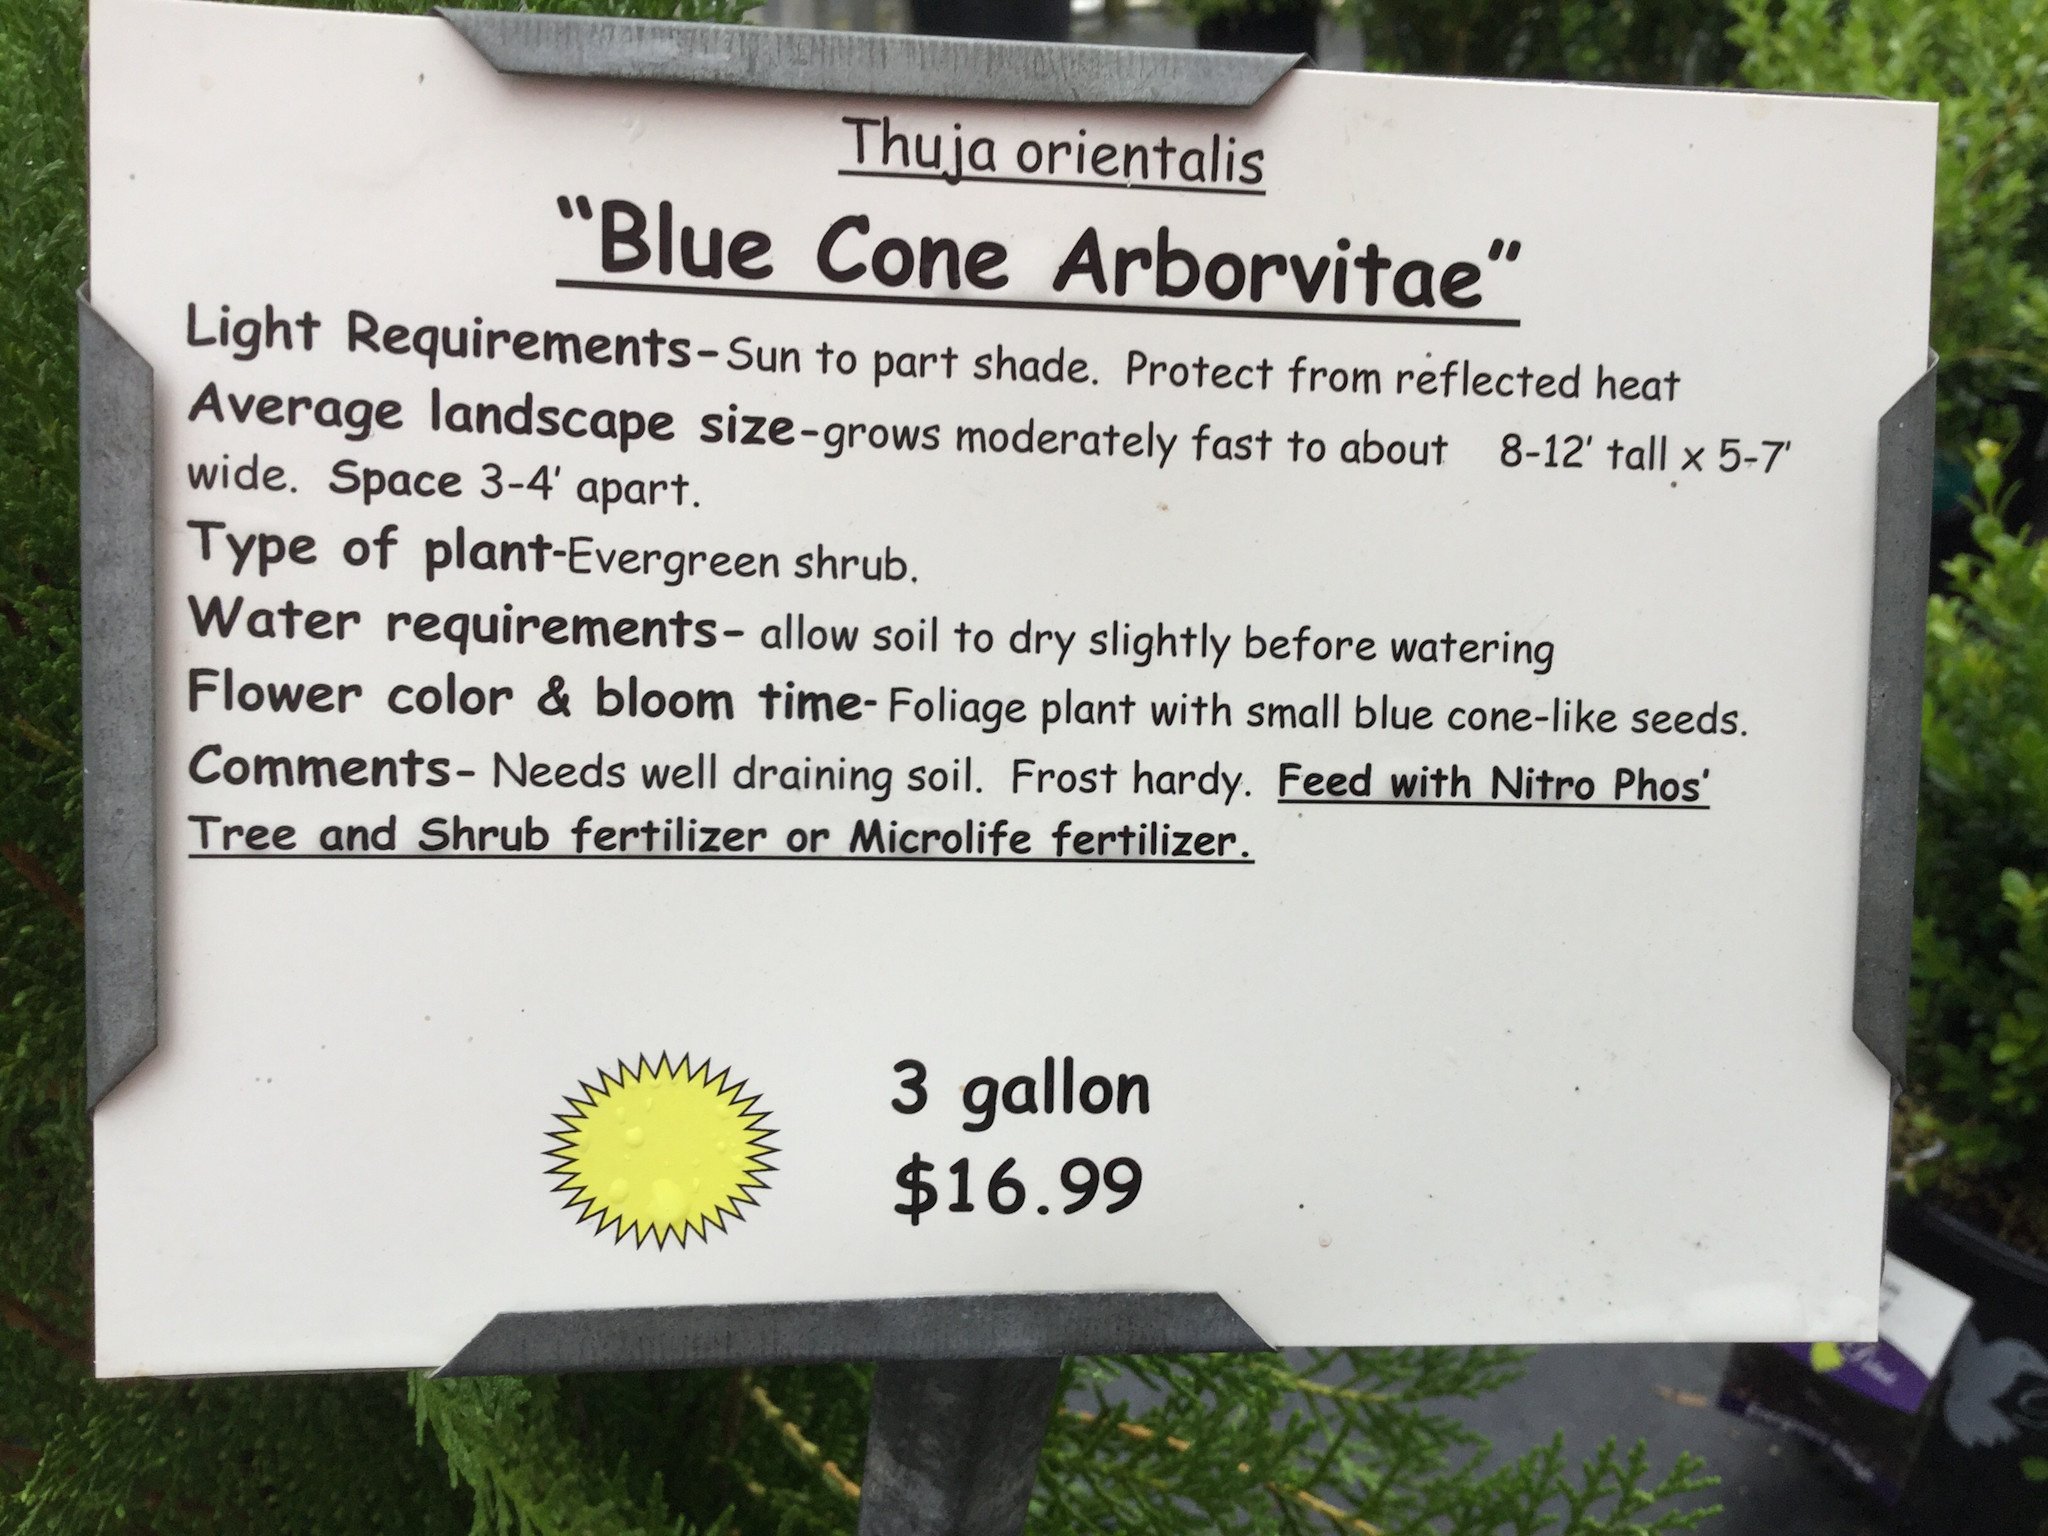 Thuja orientalis
“Blue Cone Arborvitae”
Light Requirements-Sun to part shade. Protect from reflected heat
Average landscape size-grows moderately fast to about 8-12' tall x 5-7'
wide. Space 3-4' apart.
Type of plant-Evergreen shrub.
Water requirements- allow soil to dry slightly before watering
Flower color & bloom time- Foliage plant with small blue cone-like seeds.
Comments- Needs well draining soil. Frost hardy. Feed with Nitro Phos'
Tree and Shrub fertilizer or Microlife fertilizer.
3 gallon
$16.99